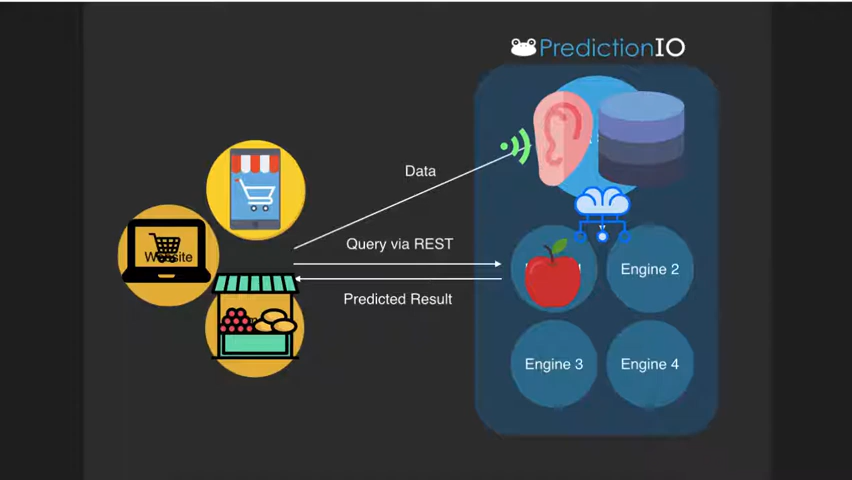 PredictionIO
Data
Query via REST
Website
Engine 2
Predicted Result
Engine 3
Engine 4